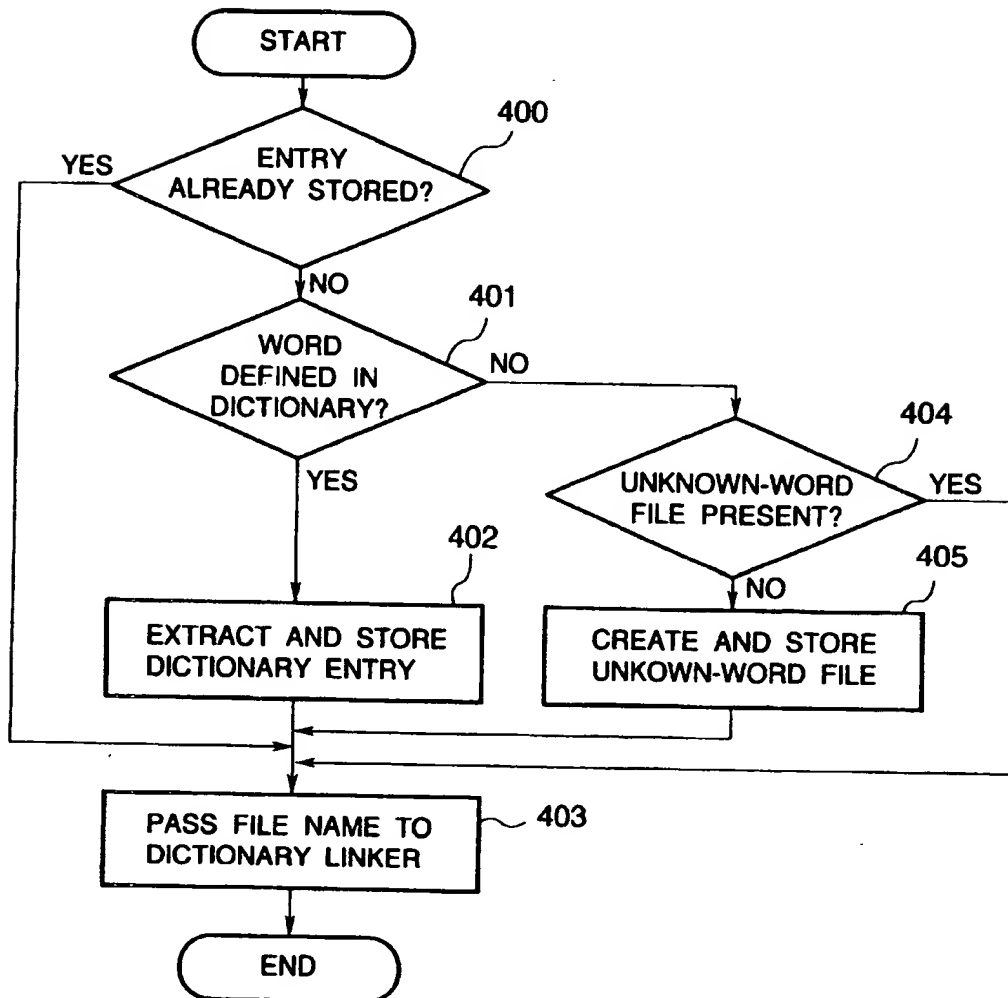 START
400
YES
ENTRY
ALREADY STORED?
NO
401
WORD
DEFINED IN
DICTIONARY?
NO
YES
404
UNKNOWN-WORD
FILE PRESENT?
YES
NO
402
EXTRACT AND STORE
DICTIONARY ENTRY
405
CREATE AND STORE
UNKOWN-WORD FILE
PASS FILE NAME TO
DICTIONARY LINKER
403
END